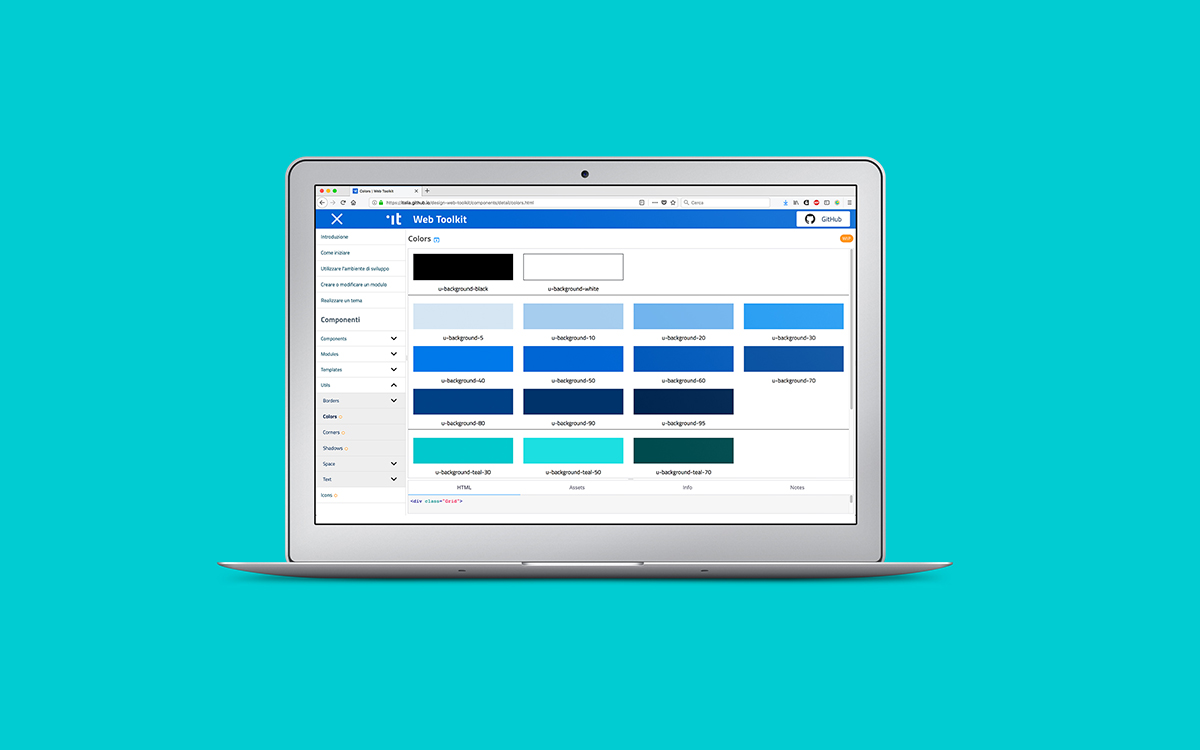 Colors | Web Toolkit
https://italia.github.io/design-web-toolkit/components/detail/colors.html
Cerca
it Web Toolkit
GitHub
Introduzione
Come iniziare
Utilizzare l'ambiente di sviluppo
Creare o modificare un modulo
Realizzare un tema
Componenti
Components
Modules
Templates
Utils
Borders
Colors
Corners
Shadows
Space
Text
Icons
Colors
WIP
u-background-black
u-background-white
u-background-5
u-background-10
u-background-20
u-background-30
u-background-40
u-background-50
u-background-60
u-background-70
u-background-80
u-background-90
u-background-95
u-background-teal-30
u-background-teal-50
u-background-teal-70
HTML
Assets
Info
Notes
<div class="Grid">